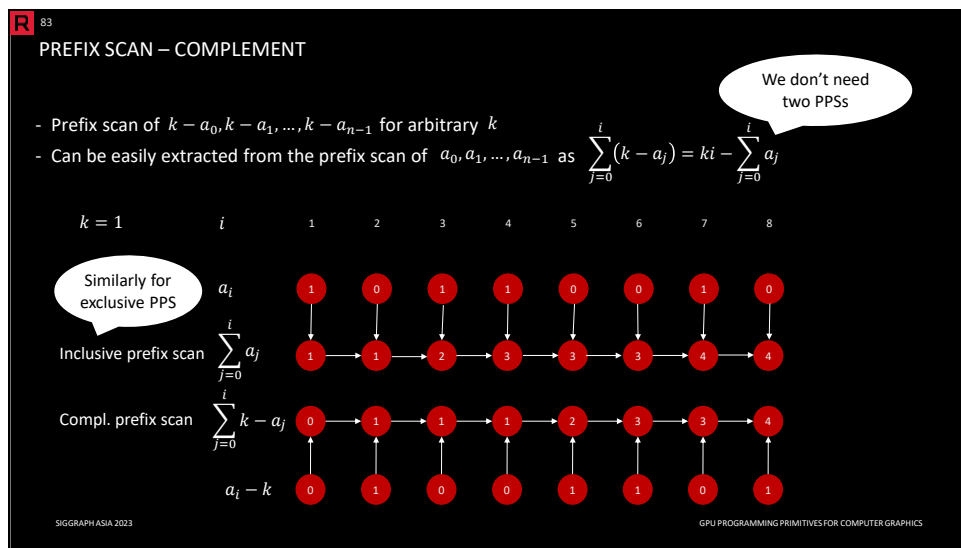 R 83
PREFIX SCAN – COMPLEMENT
We don't need
two PPSs
- Prefix scan of k − a₀, k − a₁, …, k − aₙ₋₁ for arbitrary k
- Can be easily extracted from the prefix scan of a₀, a₁, …, aₙ₋₁ as ∑_{j=0}^{i} (k − aⱼ) = ki − ∑_{j=0}^{i} aⱼ
k = 1 i 1 2 3 4 5 6 7 8
Similarly for
exclusive PPS
aᵢ 1 0 1 1 0 0 1 0
Inclusive prefix scan ∑_{j=0}^{i} aⱼ 1 1 2 3 3 3 4 4
Compl. prefix scan ∑_{j=0}^{i} k − aⱼ 0 1 1 1 2 3 3 4
aᵢ − k 0 1 0 0 1 1 0 1
SIGGRAPH ASIA 2023 GPU PROGRAMMING PRIMITIVES FOR COMPUTER GRAPHICS